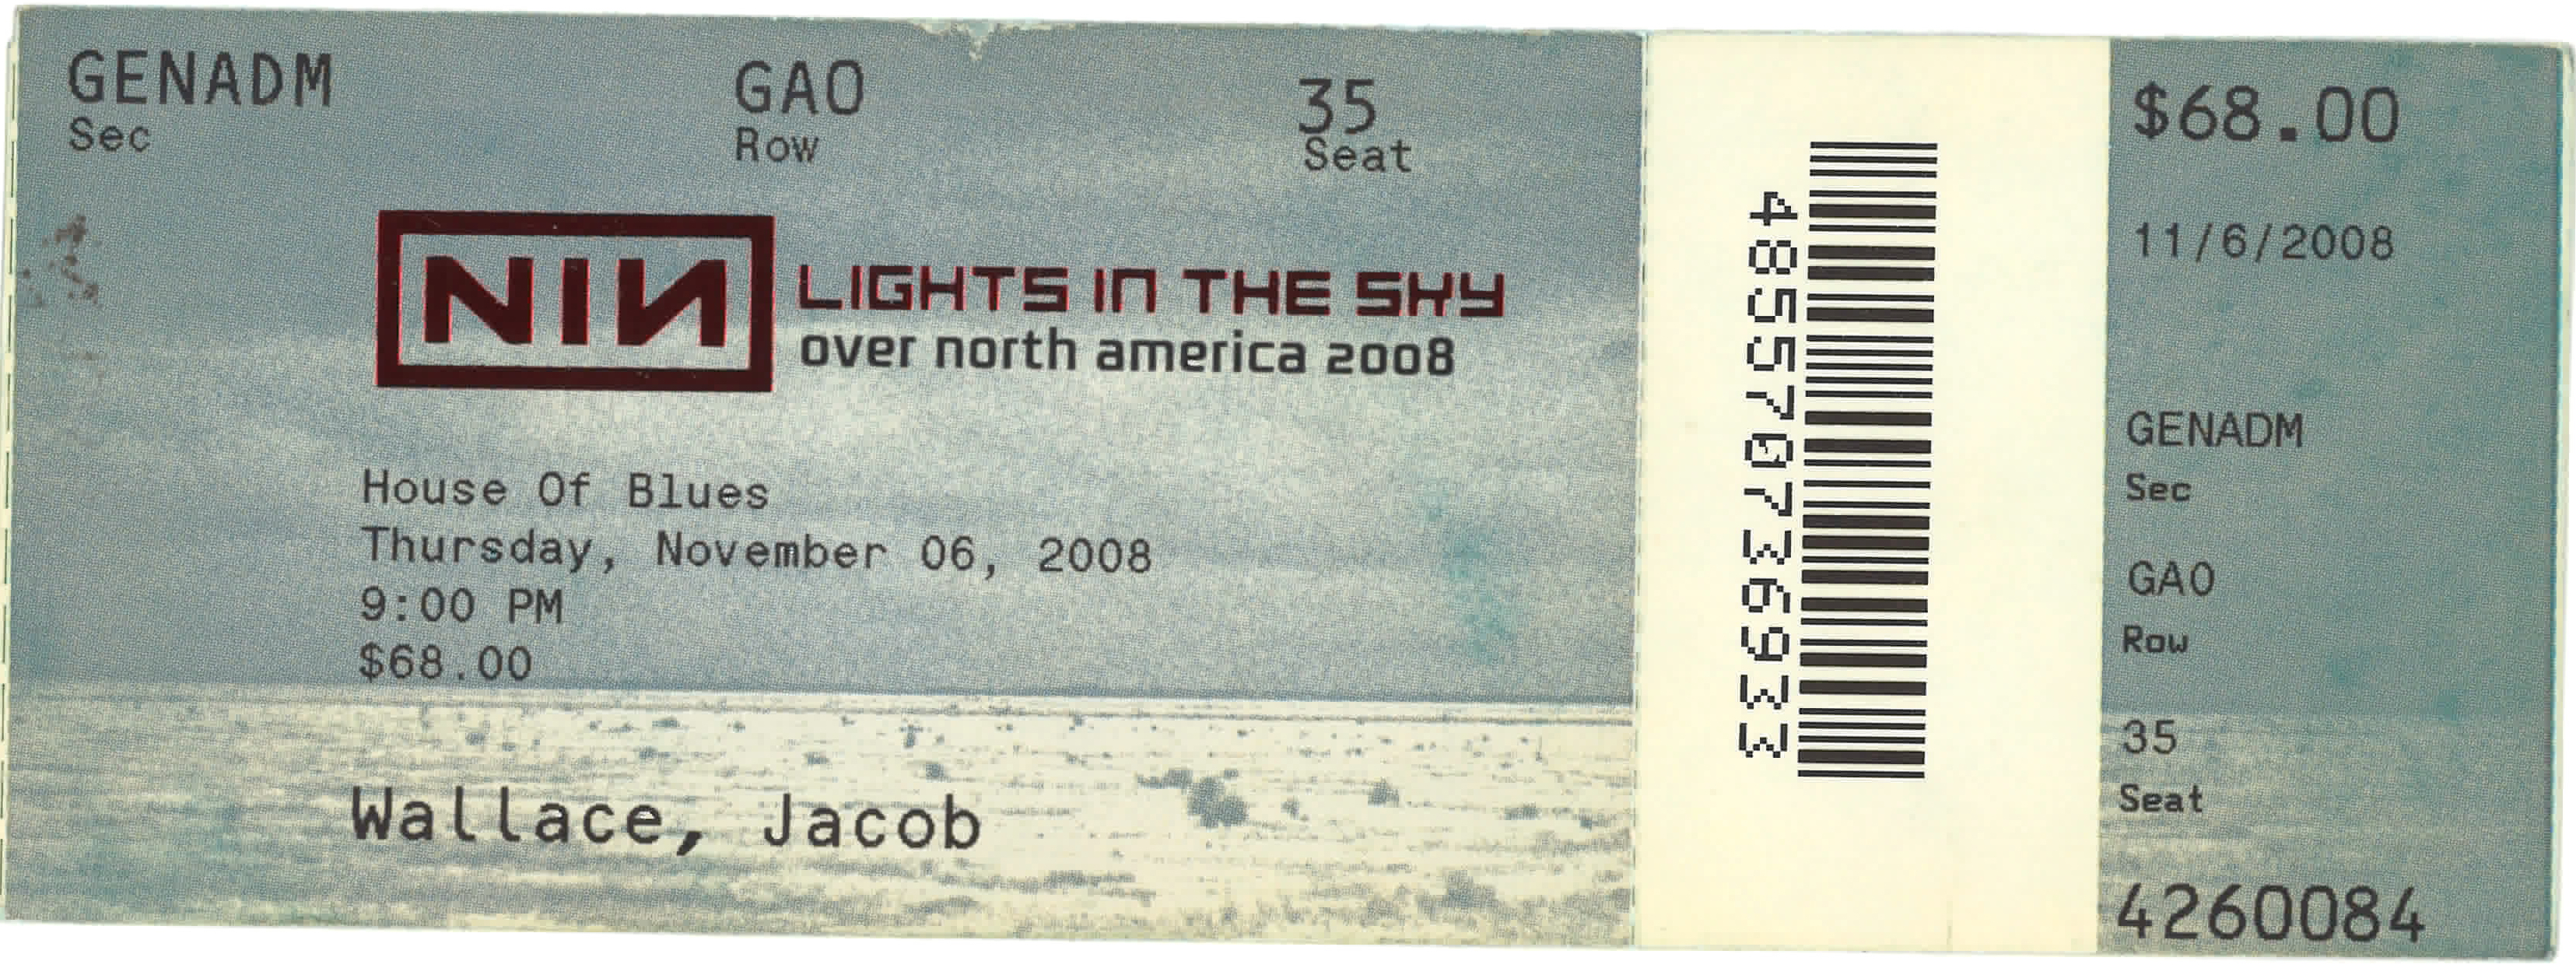 GENADM
Sec
GAO
Row
35
Seat
NIN
LIGHTS IN THE SKY
over north america 2008
House Of Blues
Thursday, November 06, 2008
9:00 PM
$68.00
Wallace, Jacob
485570736933
$68.00
11/6/2008
GENADM
Sec
GAO
Row
35
Seat
4260084